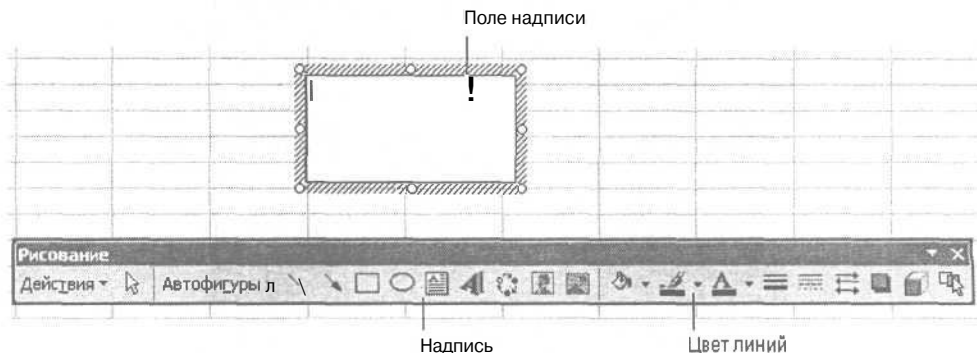 Поле надписи
!
Рисование
Действия Автофигуры л
Надпись Цвет линий